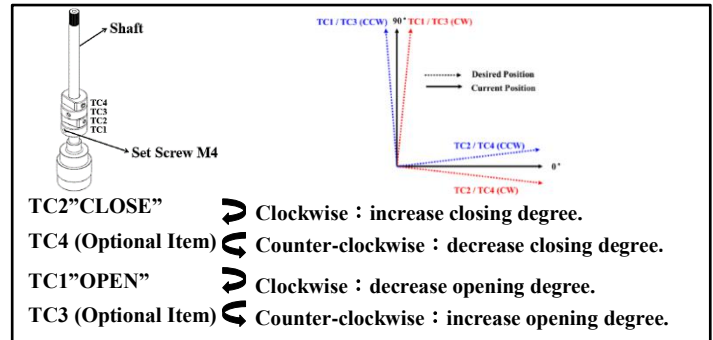 Shaft
TC4
TC3
TC2
TC1
Set Screw M4
TC1 / TC3 (CCW)
90°
TC1 / TC3 (CW)
Desired Position
Current Position
TC2 / TC4 (CCW)
0°
TC2 / TC4 (CW)
TC2”CLOSE” Clockwise：increase closing degree.
TC4 (Optional Item) Counter-clockwise：decrease closing degree.
TC1”OPEN” Clockwise：decrease opening degree.
TC3 (Optional Item) Counter-clockwise：increase opening degree.